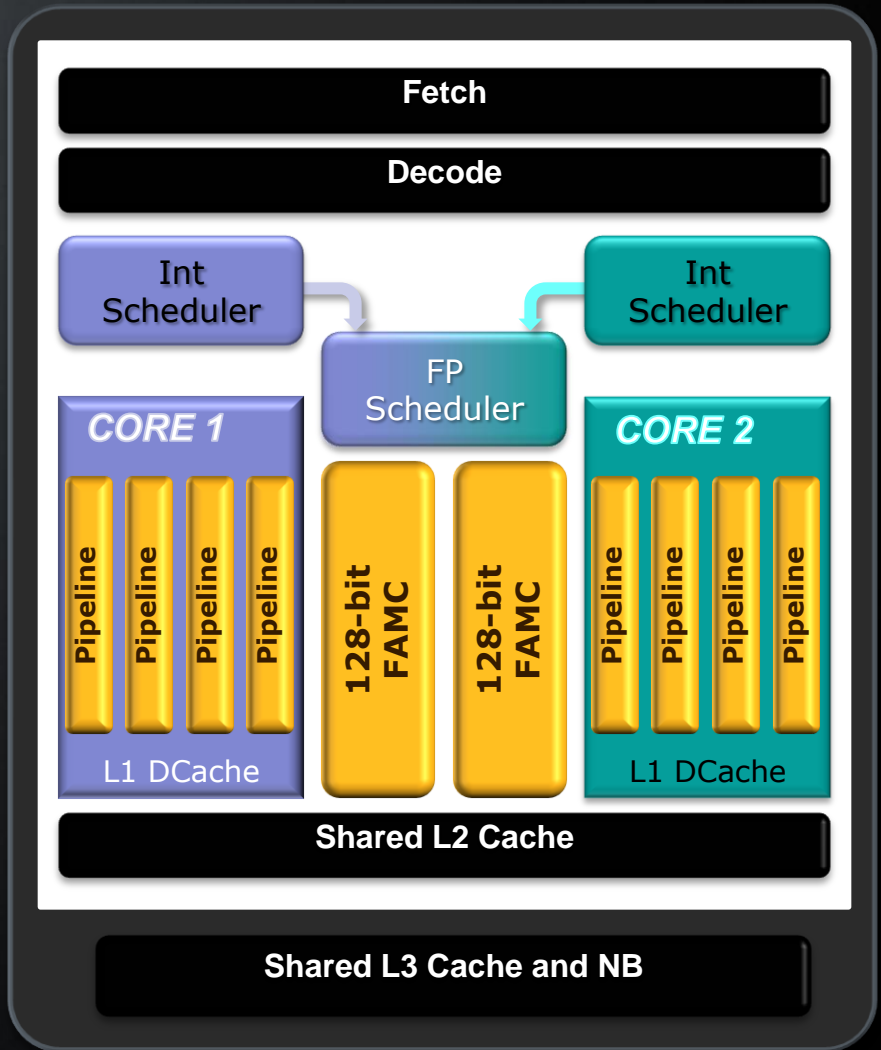 Fetch
Decode
Int
Scheduler
Int
Scheduler
FP
Scheduler
CORE 1
Pipeline
Pipeline
Pipeline
Pipeline
L1 DCache
128-bit
FAMC
128-bit
FAMC
CORE 2
Pipeline
Pipeline
Pipeline
Pipeline
L1 DCache
Shared L2 Cache
Shared L3 Cache and NB